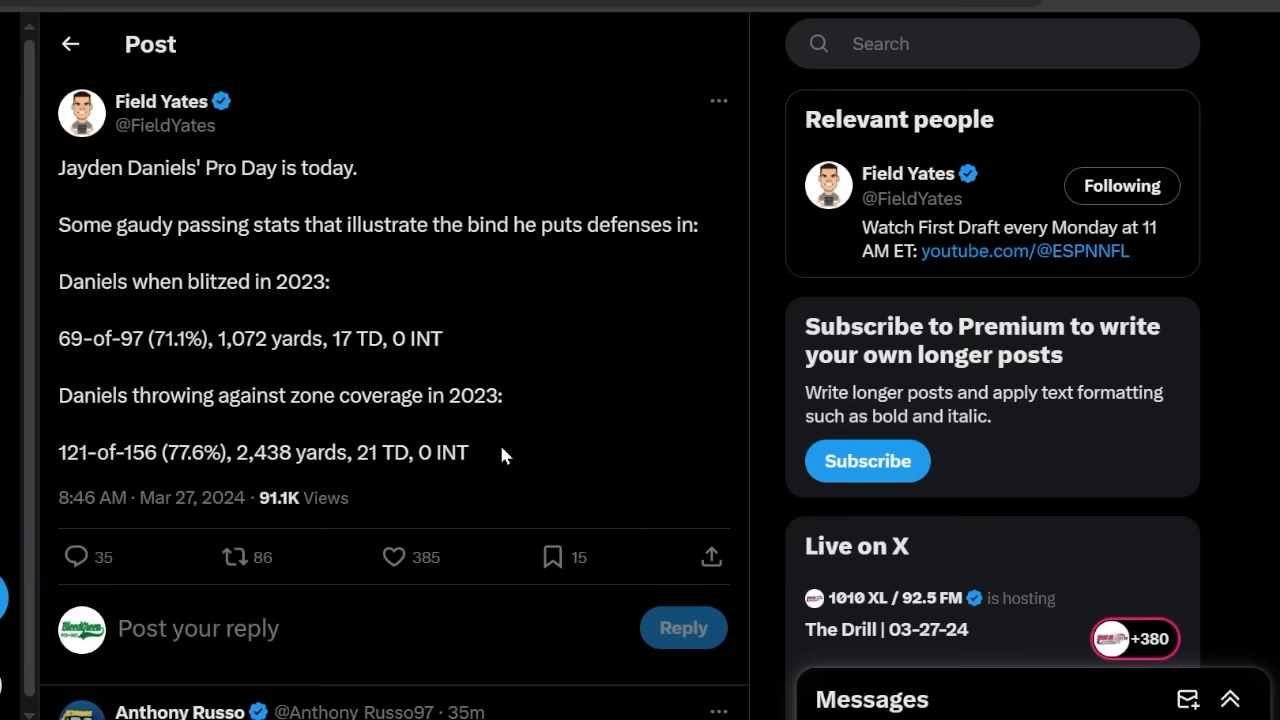 Post
Field Yates
@FieldYates
Jayden Daniels' Pro Day is today.
Some gaudy passing stats that illustrate the bind he puts defenses in:
Daniels when blitzed in 2023:
69-of-97 (71.1%), 1,072 yards, 17 TD, 0 INT
Daniels throwing against zone coverage in 2023:
121-of-156 (77.6%), 2,438 yards, 21 TD, 0 INT
8:46 AM · Mar 27, 2024 · 91.1K Views
35 86 385 15
BleedGreen
Post your reply
Reply
Anthony Russo @Anthony_Russo97 · 35m
Search
Relevant people
Field Yates
Following
@FieldYates
Watch First Draft every Monday at 11
AM ET: youtube.com/@ESPNNFL
Subscribe to Premium to write
your own longer posts
Write longer posts and apply text formatting
such as bold and italic.
Subscribe
Live on X
1010 XL / 92.5 FM is hosting
The Drill | 03-27-24
+380
Messages